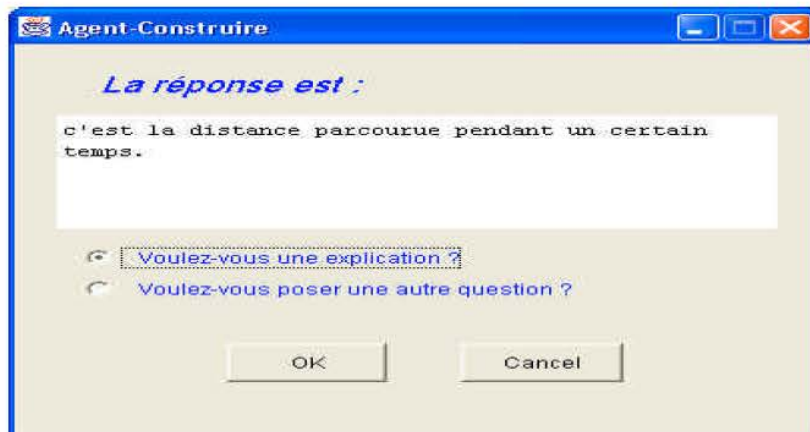 Agent-Construire
La réponse est :
c'est la distance parcourue pendant un certain
temps.
Voulez-vous une explication ?
Voulez-vous poser une autre question ?
OK Cancel